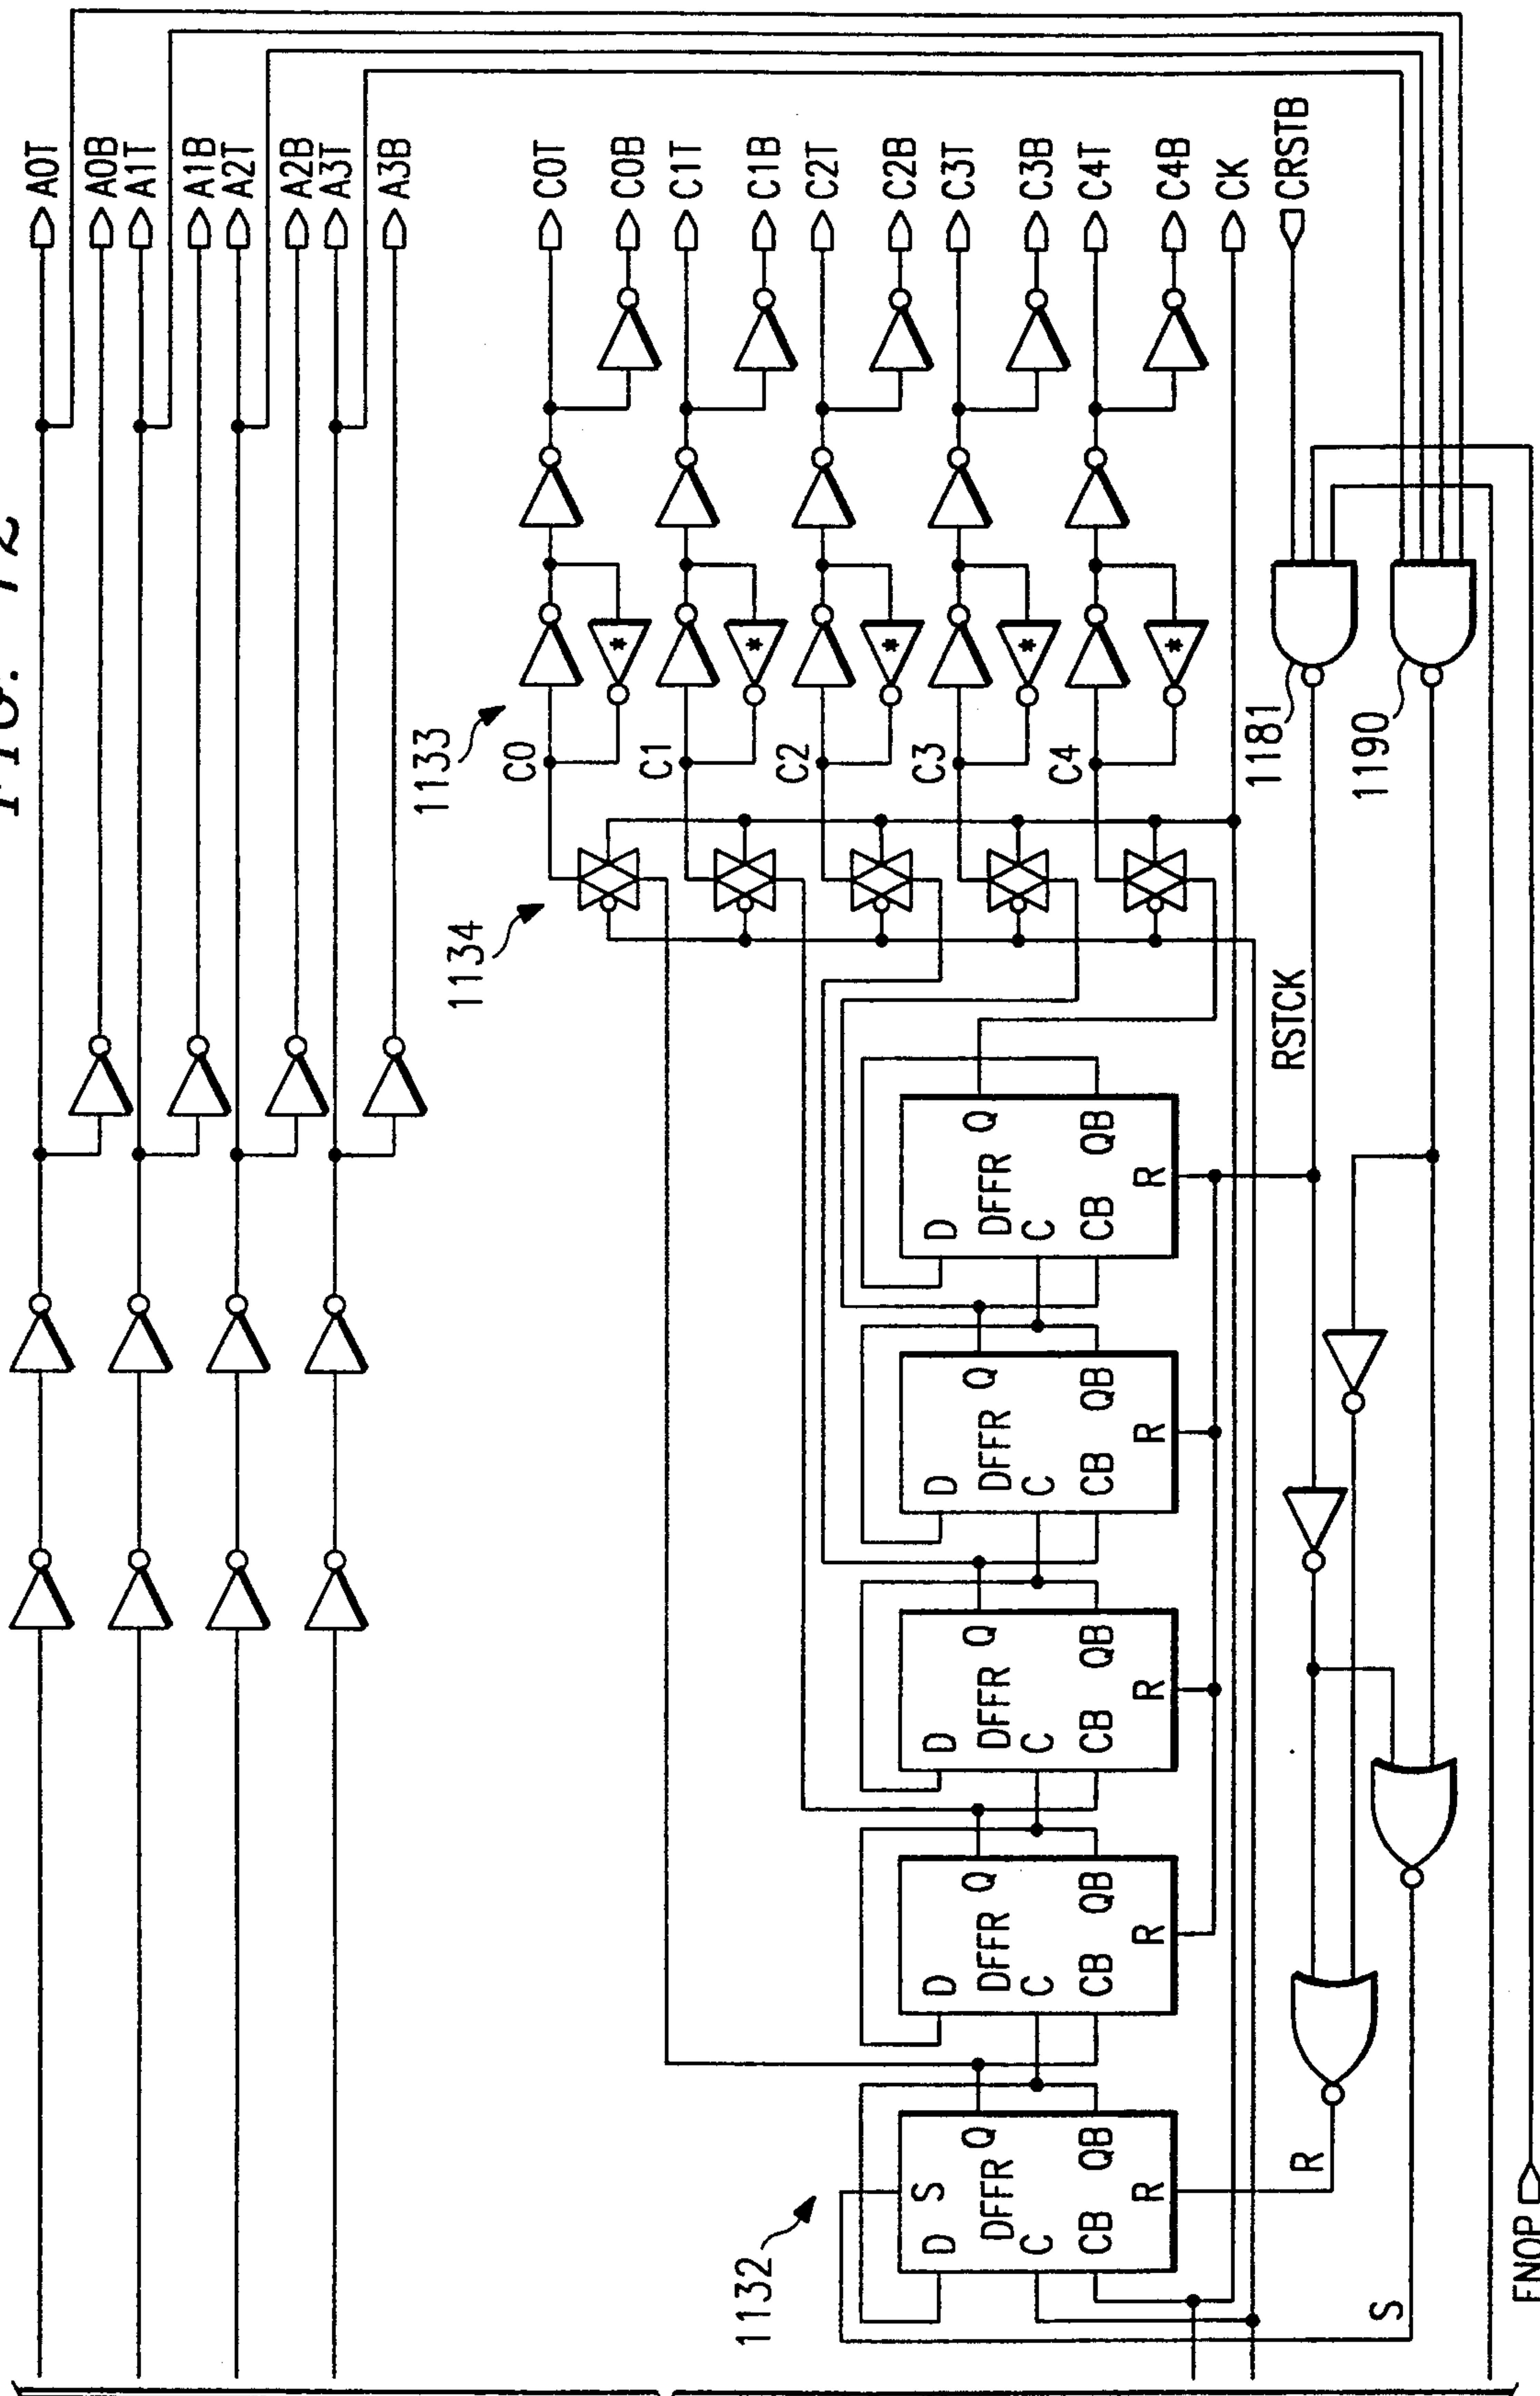 FIG. 12
A0T
A0B
A1T
A1B
A2T
A2B
A3T
A3B
1133
1134
C0
C1
C2
C3
C4
C0T
C0B
C1T
C1B
C2T
C2B
C3T
C3B
C4T
C4B
CK
CRSTB
*
*
*
*
*
1132
D
S
DFFR
Q
C
CB
QB
R
D
DFFR
Q
C
CB
QB
R
D
DFFR
Q
C
CB
QB
R
D
DFFR
Q
C
CB
QB
R
D
DFFR
Q
C
CB
QB
R
RSTCK
1181
1190
R
S